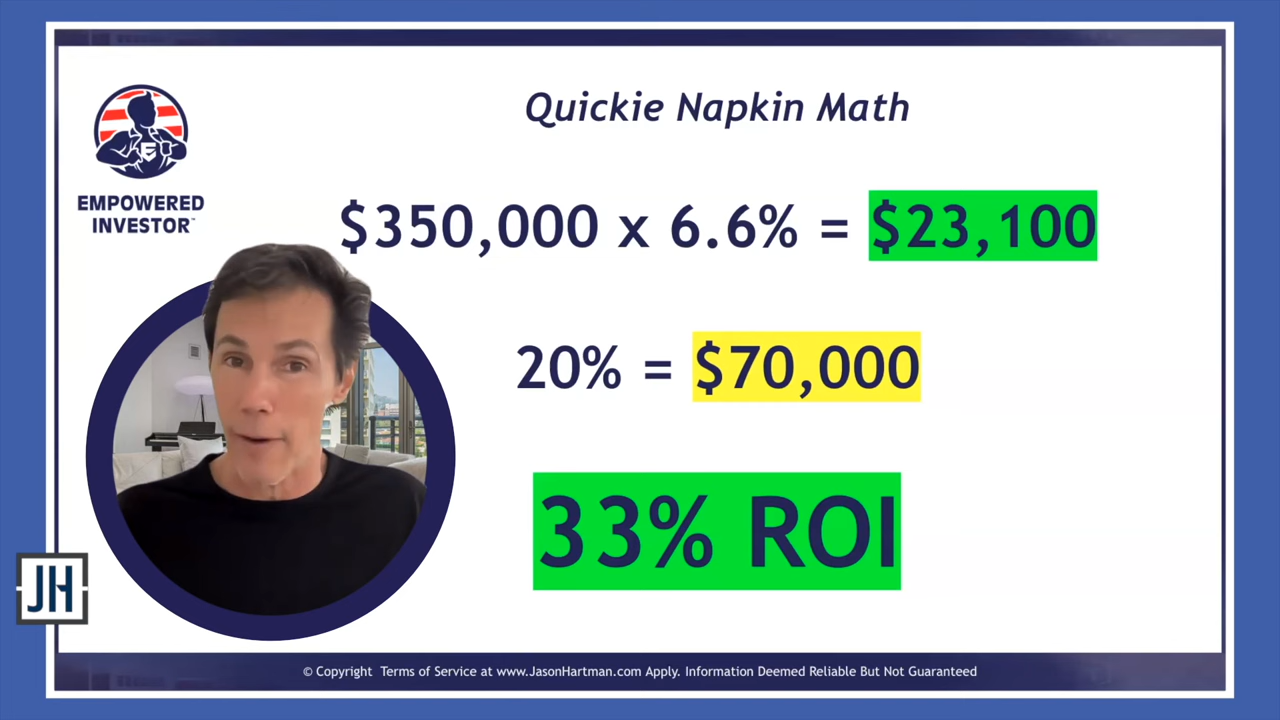 Quickie Napkin Math
EMPOWERED
INVESTOR™
$350,000 x 6.6% = $23,100
20% = $70,000
33% ROI
JH
© Copyright Terms of Service at www.JasonHartman.com Apply. Information Deemed Reliable But Not Guaranteed